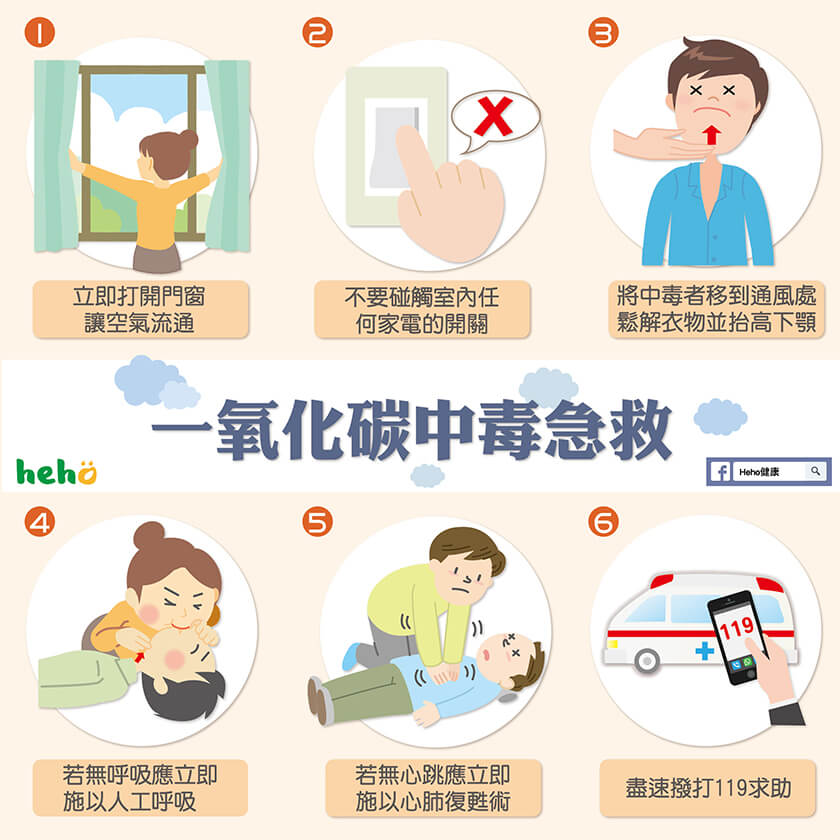 1
立即打開門窗
讓空氣流通
2
不要碰觸室內任
何家電的開關
3
將中毒者移到通風處
鬆解衣物並抬高下顎
一氧化碳中毒急救
heho
f Heho健康
4
若無呼吸應立即
施以人工呼吸
5
若無心跳應立即
施以心肺復甦術
6
119
盡速撥打119求助